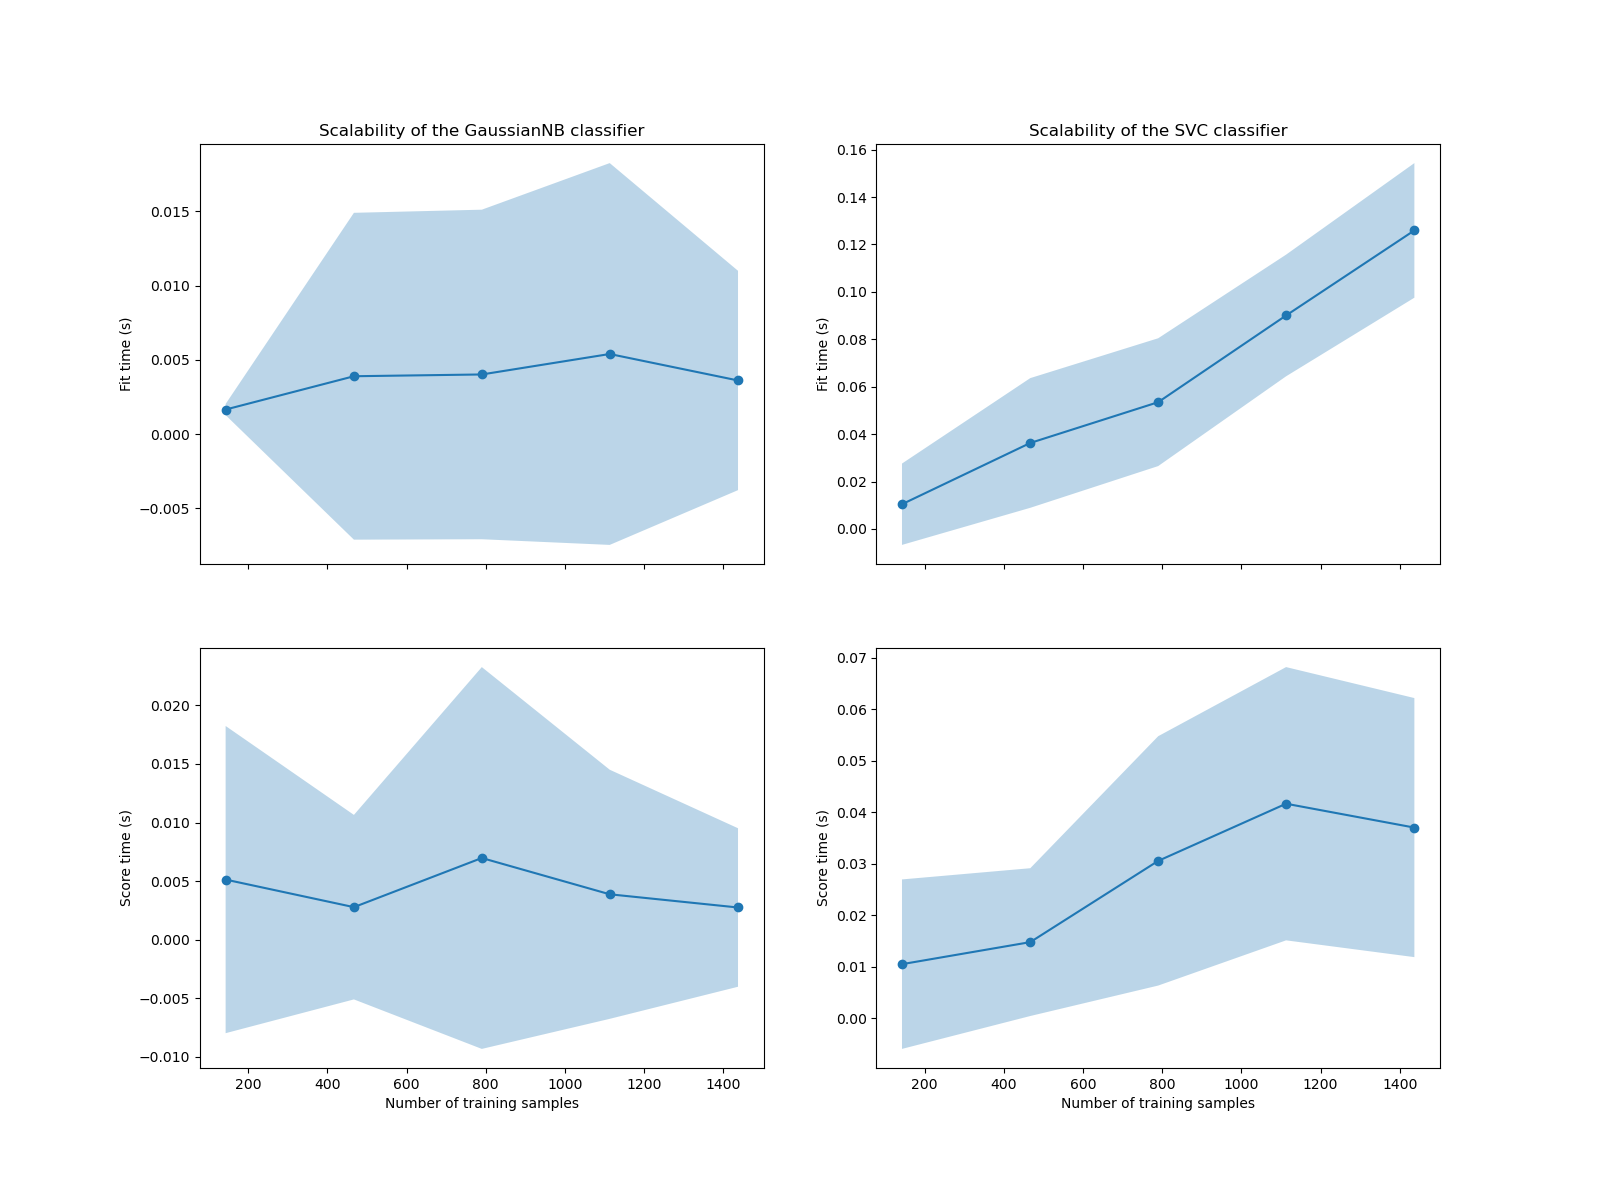 Scalability of the GaussianNB classifier
Fit time (s)
0.015
0.010
0.005
0.000
−0.005
Scalability of the SVC classifier
Fit time (s)
0.16
0.14
0.12
0.10
0.08
0.06
0.04
0.02
0.00
Score time (s)
0.020
0.015
0.010
0.005
0.000
−0.005
−0.010
200 400 600 800 1000 1200 1400
Number of training samples
Score time (s)
0.07
0.06
0.05
0.04
0.03
0.02
0.01
0.00
200 400 600 800 1000 1200 1400
Number of training samples